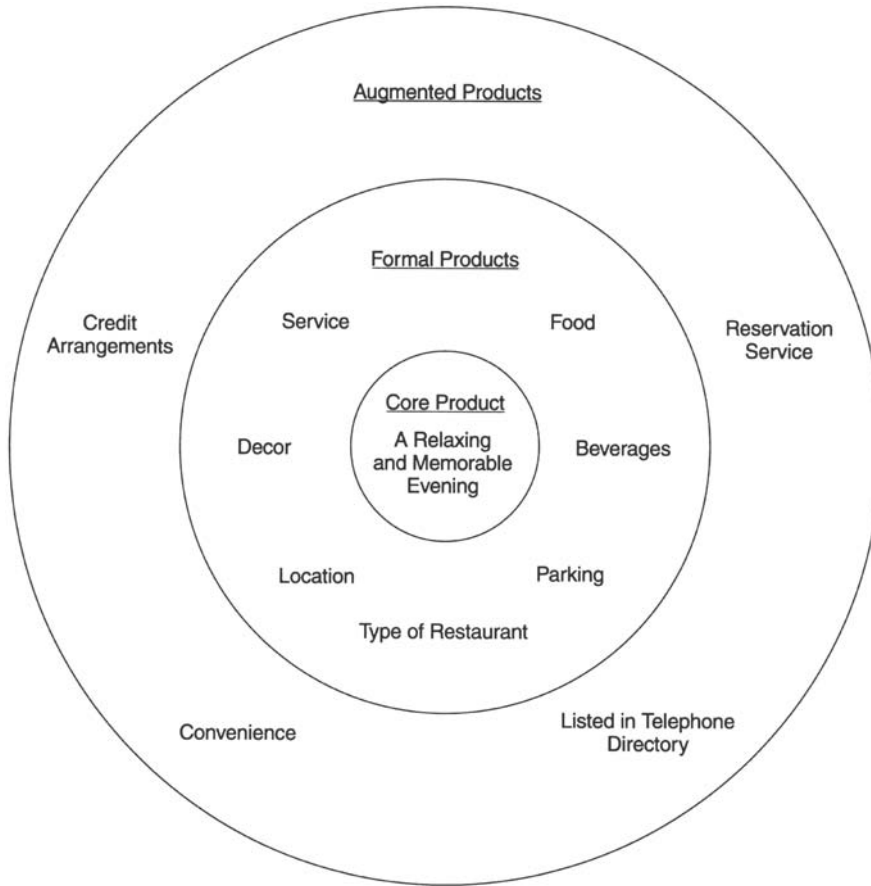 Augmented Products
Formal Products
Credit
Arrangements
Service
Food
Reservation
Service
Core Product
A Relaxing
and Memorable
Evening
Decor
Beverages
Location
Parking
Type of Restaurant
Convenience
Listed in Telephone
Directory